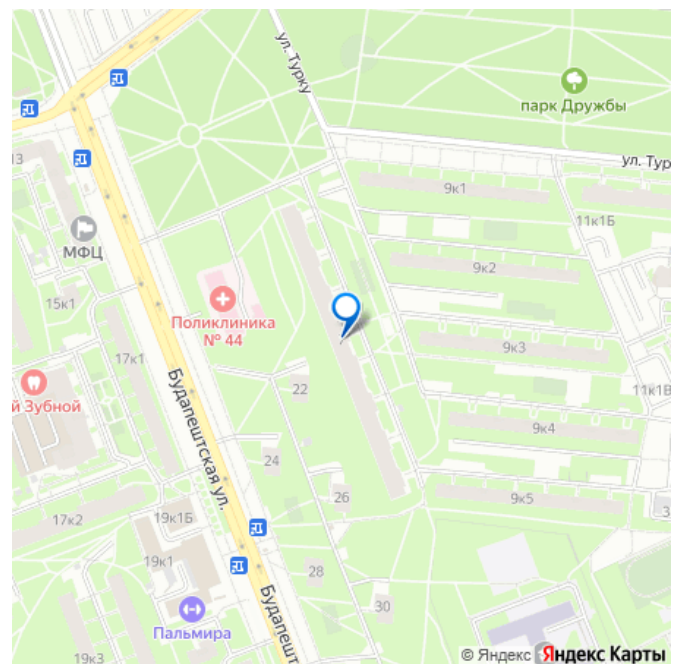 ул. Турку
парк Дружбы
ул. Тур
13
9к1
11к1Б
МФЦ
9к2
15к1
Поликлиника
№ 44
17к1
9к3
й Зубной
22
11к1В
Будапештская ул.
9к4
24
26
9к5
17к2
19к1Б
3
19к1
28
30
Пальмира
Будапешт
19к3
© Яндекс Яндекс Карты